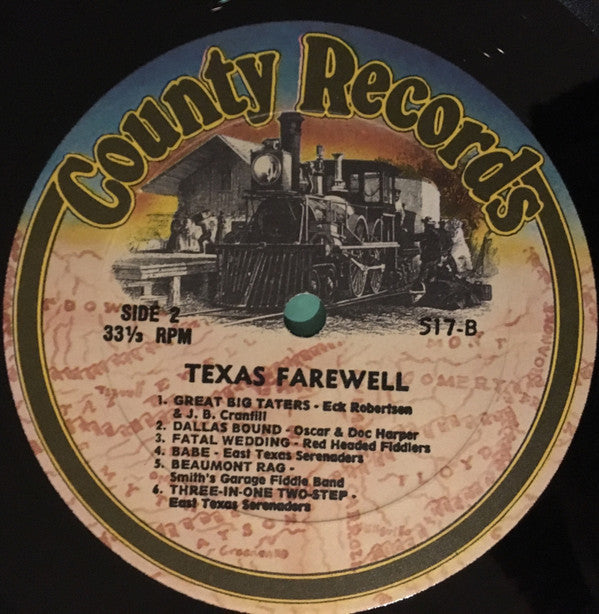 County Records
SIDE 2
33⅓ RPM
517-B
TEXAS FAREWELL
1. GREAT BIG TATERS - Eck Robertson
& J. B. Cranfill
2. DALLAS BOUND - Oscar & Doc Harper
3. FATAL WEDDING - Red Headed Fiddlers
4. BABE - East Texas Serenaders
5. BEAUMONT RAG -
Smith's Garage Fiddle Band
6. THREE-IN-ONE TWO-STEP -
East Texas Serenaders
FLOYD